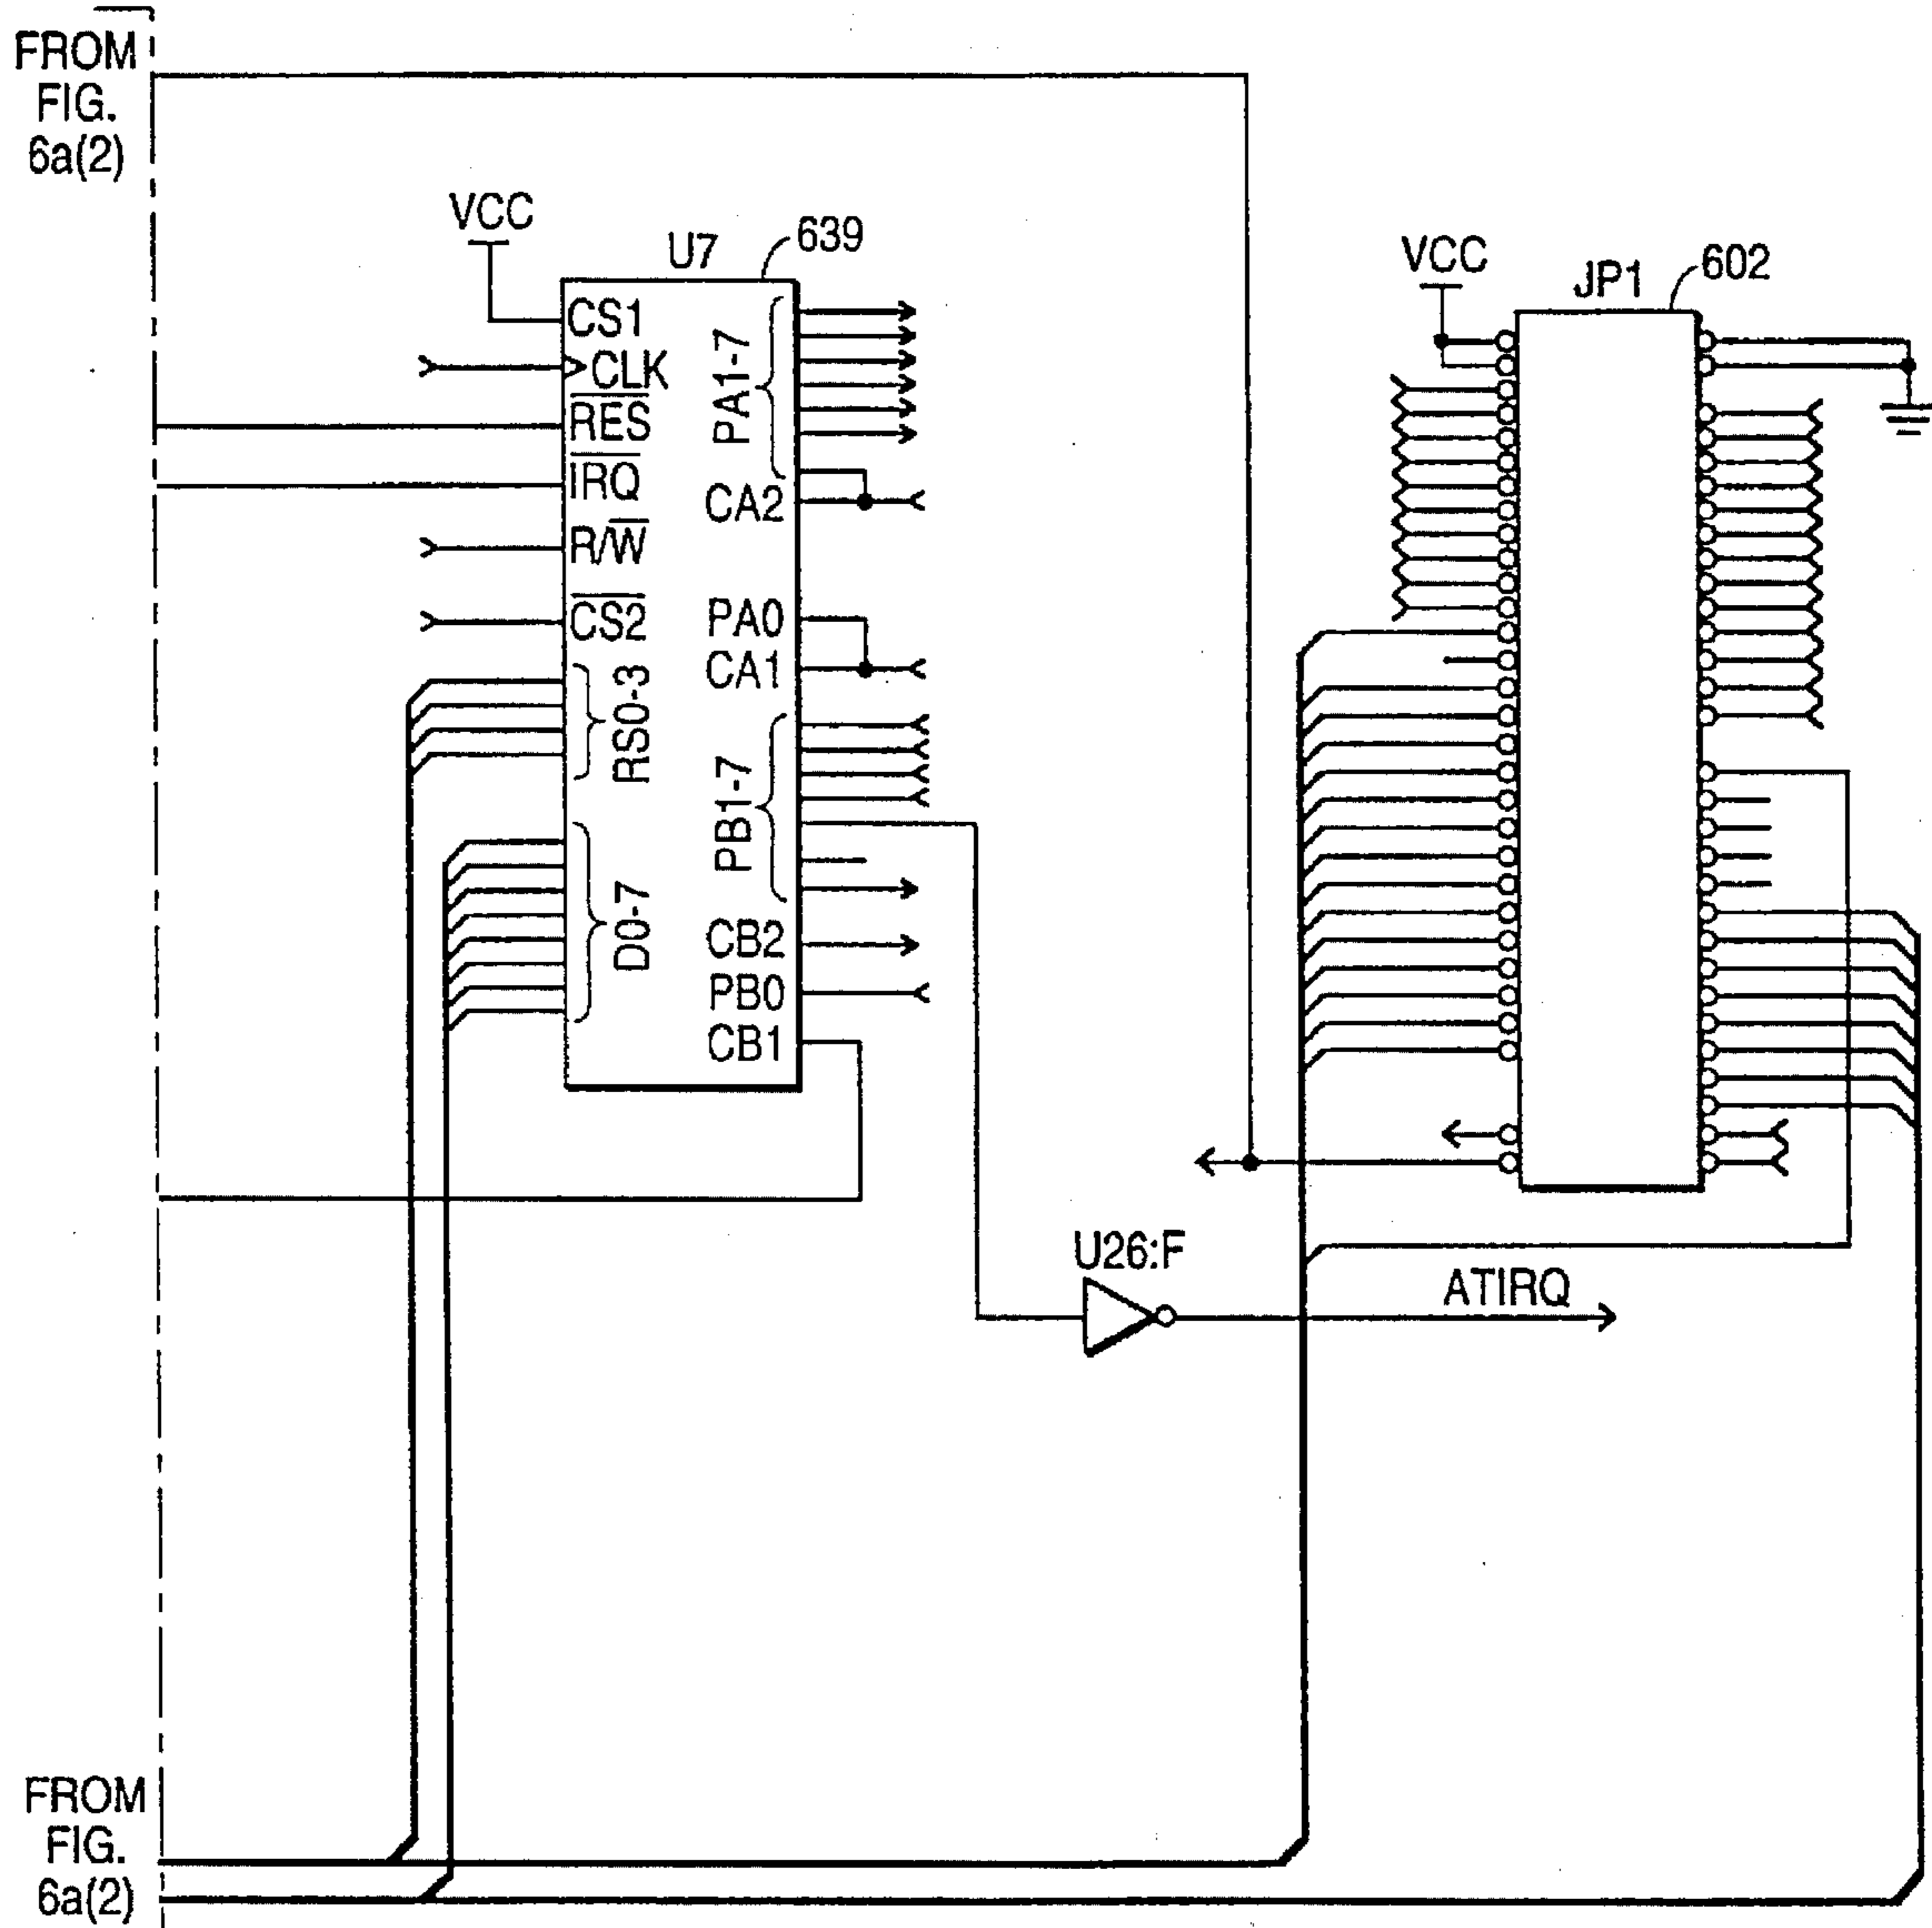 FROM
FIG.
6a(2)
VCC
U7
639
CS1
CLK
RES
IRQ
R/W
CS2
RS0-3
D0-7
PA1-7
CA2
PA0
CA1
PB1-7
CB2
PB0
CB1
VCC
JP1
602
U26:F
ATIRQ
FROM
FIG.
6a(2)